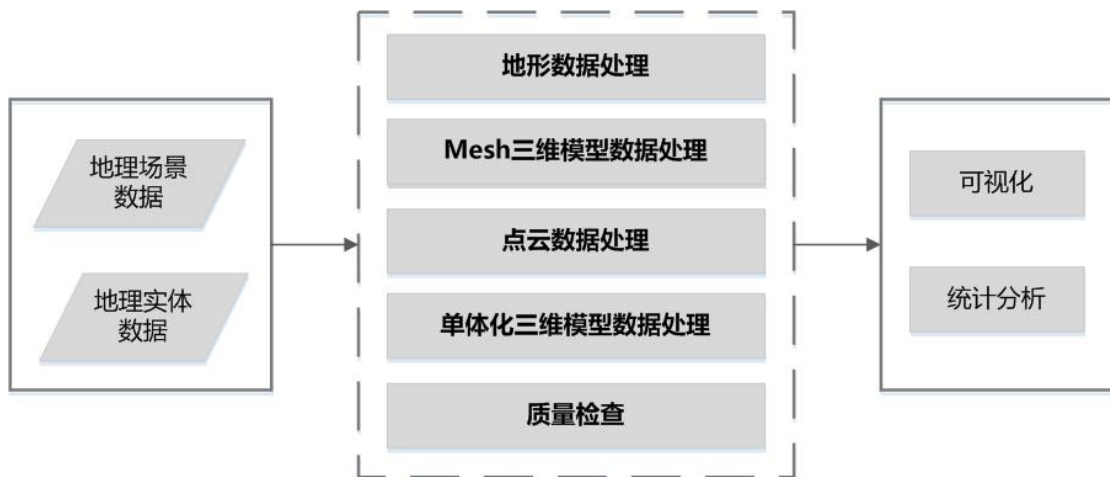 地理场景
数据
地理实体
数据
地形数据处理
Mesh三维模型数据处理
点云数据处理
单体化三维模型数据处理
质量检查
可视化
统计分析